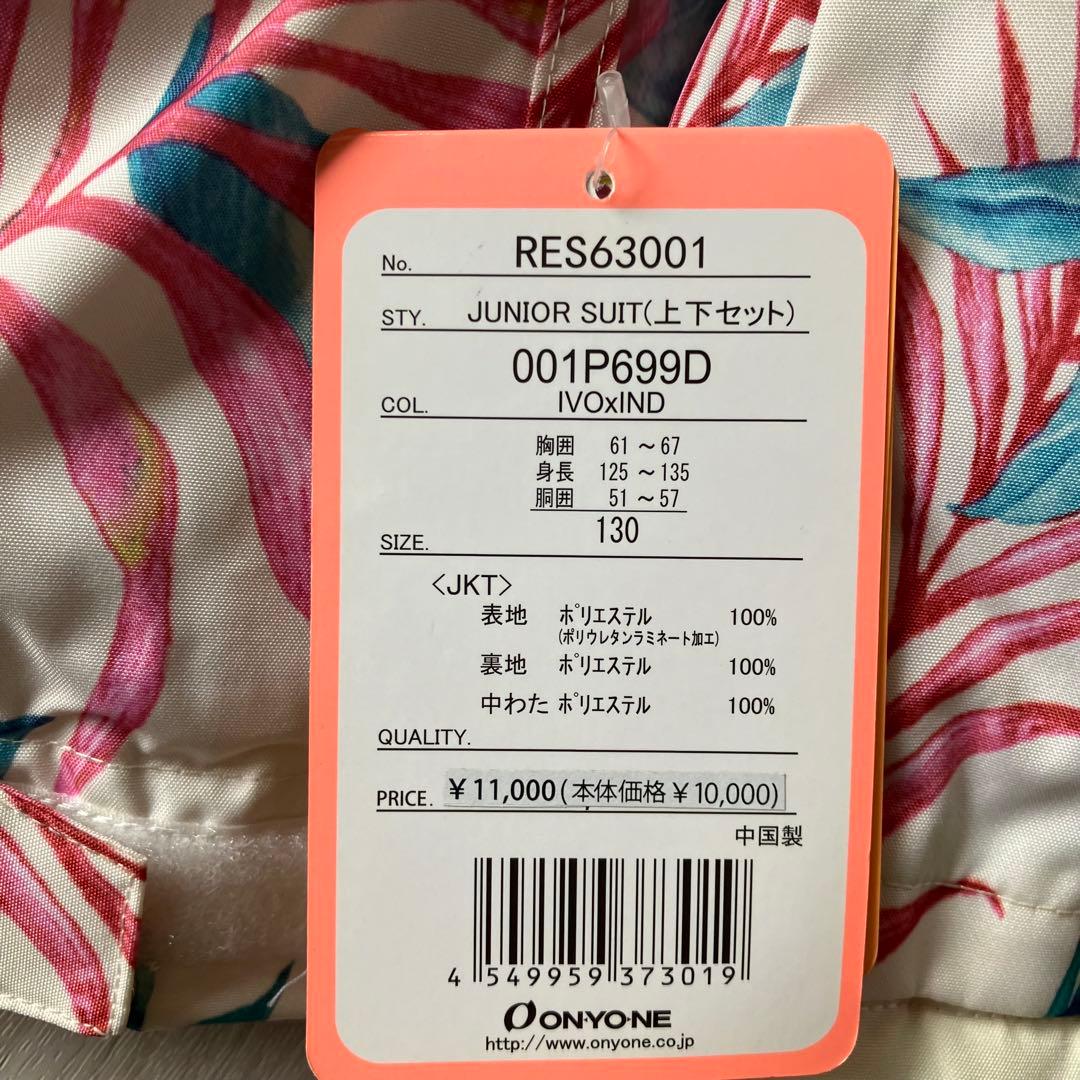 No. RES63001
STY. JUNIOR SUIT(上下セット)
001P699D
COL. IVOxIND
胸囲 61 ~ 67
身長 125 ~ 135
胴囲 51 ~ 57
SIZE. 130
<JKT>
表地 ポリエステル 100%
(ポリウレタンラミネート加工)
裏地 ポリエステル 100%
中わた ポリエステル 100%
QUALITY.
PRICE. ¥11,000(本体価格¥10,000)
中国製
4 549959 373019
ON·YO·NE
http://www.onyone.co.jp